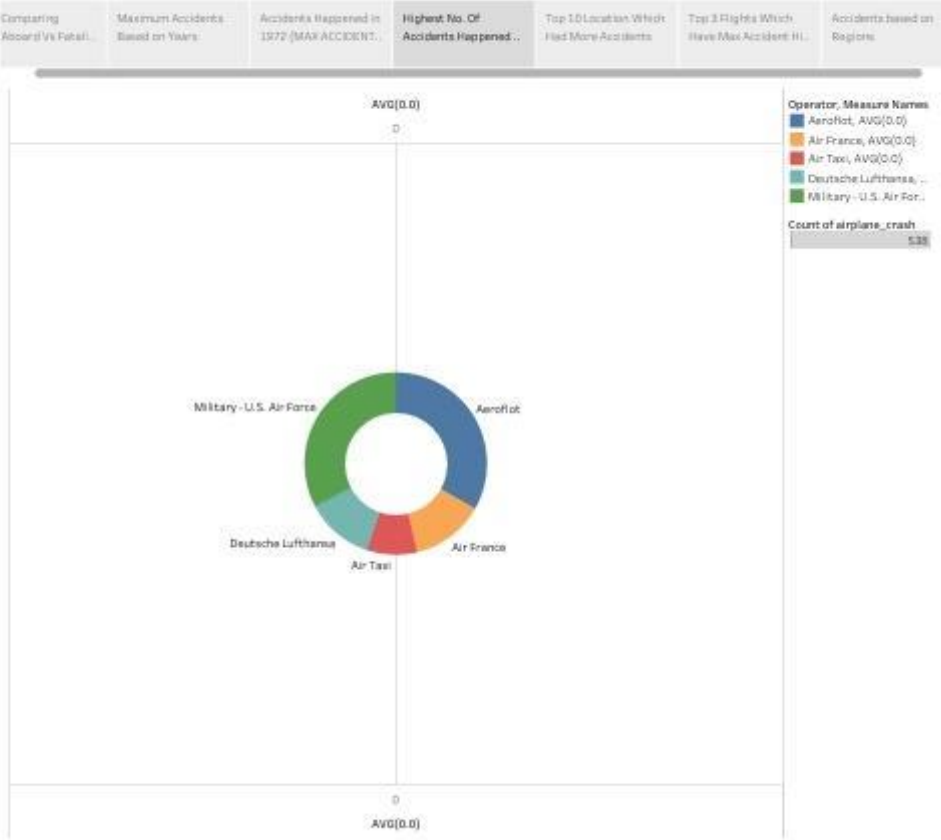 Comparing
Aboard Vs Fatali...
Maximum Accidents
Based on Years
Accidents Happened in
1972 (MAX ACCIDENT...
Highest No. Of
Accidents Happened...
Top 10 Location Which
Had More Accidents
Top 3 Flights Which
Have Max Accident Hi...
Accidents based on
Regions
AVG(0.0)
0
Operator, Measure Names
Aeroflot, AVG(0.0)
Air France, AVG(0.0)
Air Taxi, AVG(0.0)
Deutsche Lufthansa, ...
Military - U.S. Air For...
Count of airplane_crash
538
Military - U.S. Air Force
Aeroflot
Deutsche Lufthansa
Air France
Air Taxi
0
AVG(0.0)